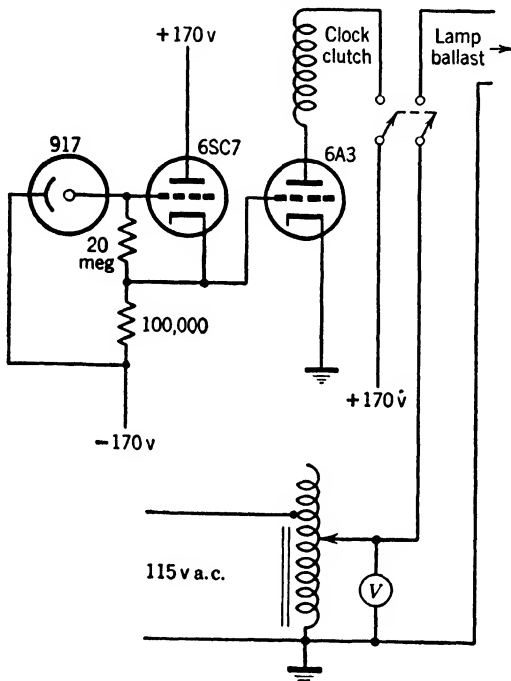 +170 v
Clock
clutch
Lamp
ballast
917
6SC7
6A3
20
meg
100,000
-170 v
+170 v
115 v a.c.
V